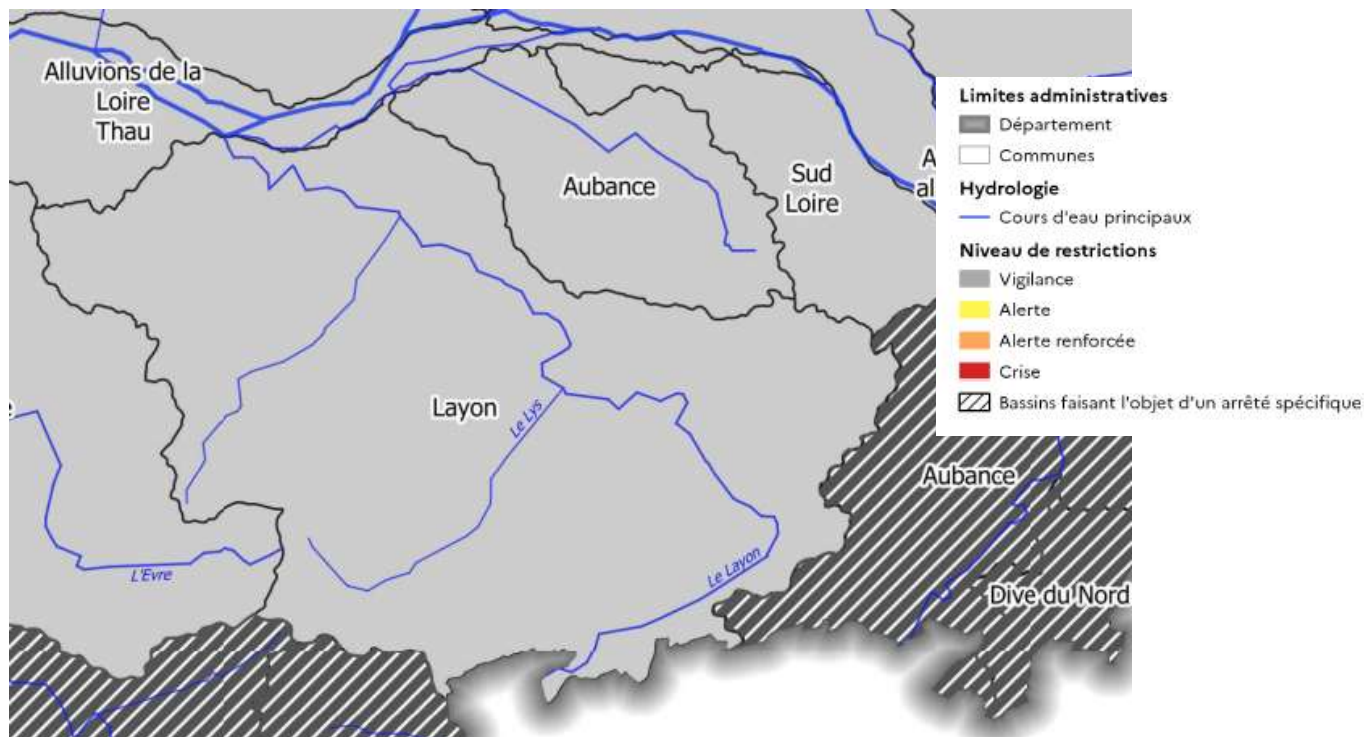 Alluvions de la
Loire
Thau
Aubance
Sud
Loire
A
al
Layon
Le Lys
e
L'Evre
Le Layon
Aubance
Dive du Nord
Limites administratives
Département
Communes
Hydrologie
Cours d'eau principaux
Niveau de restrictions
Vigilance
Alerte
Alerte renforcée
Crise
Bassins faisant l'objet d'un arrêté spécifique